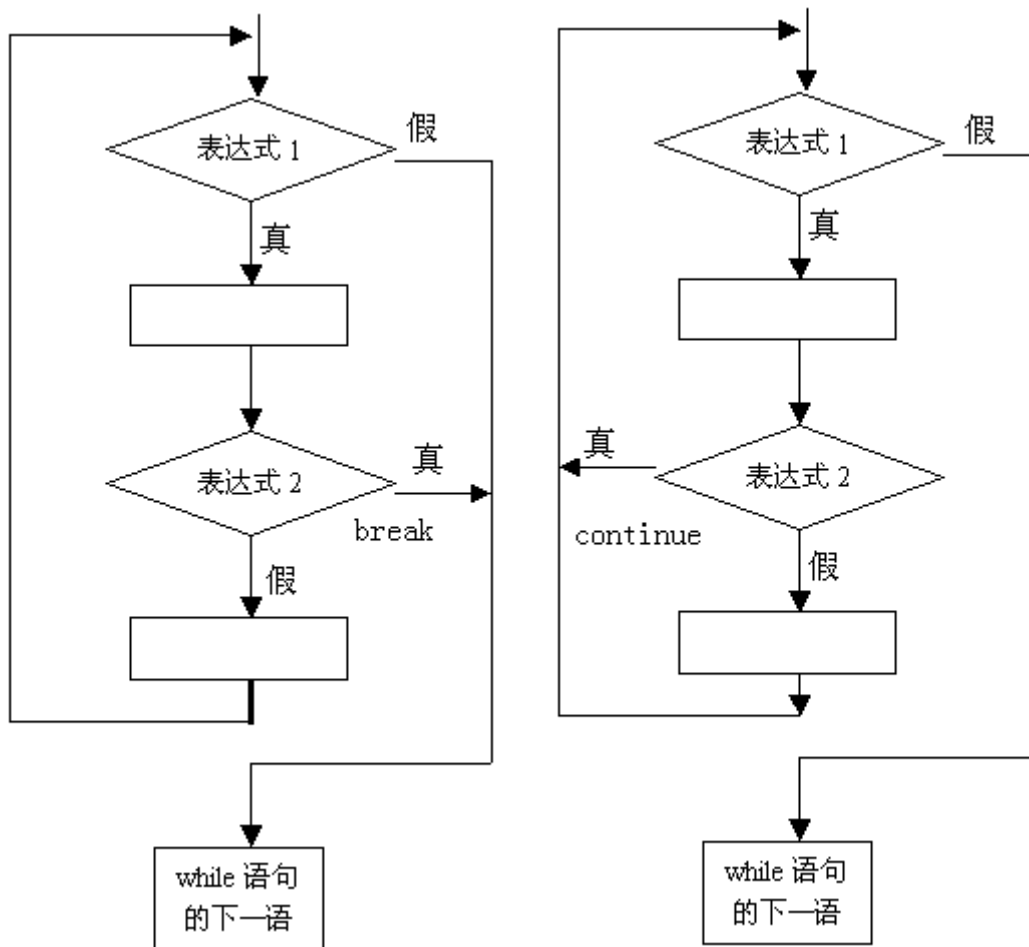 表达式 1
假
真
表达式 2
真
break
假
while 语句
的下一语
表达式 1
假
真
真
表达式 2
continue
假
while 语句
的下一语